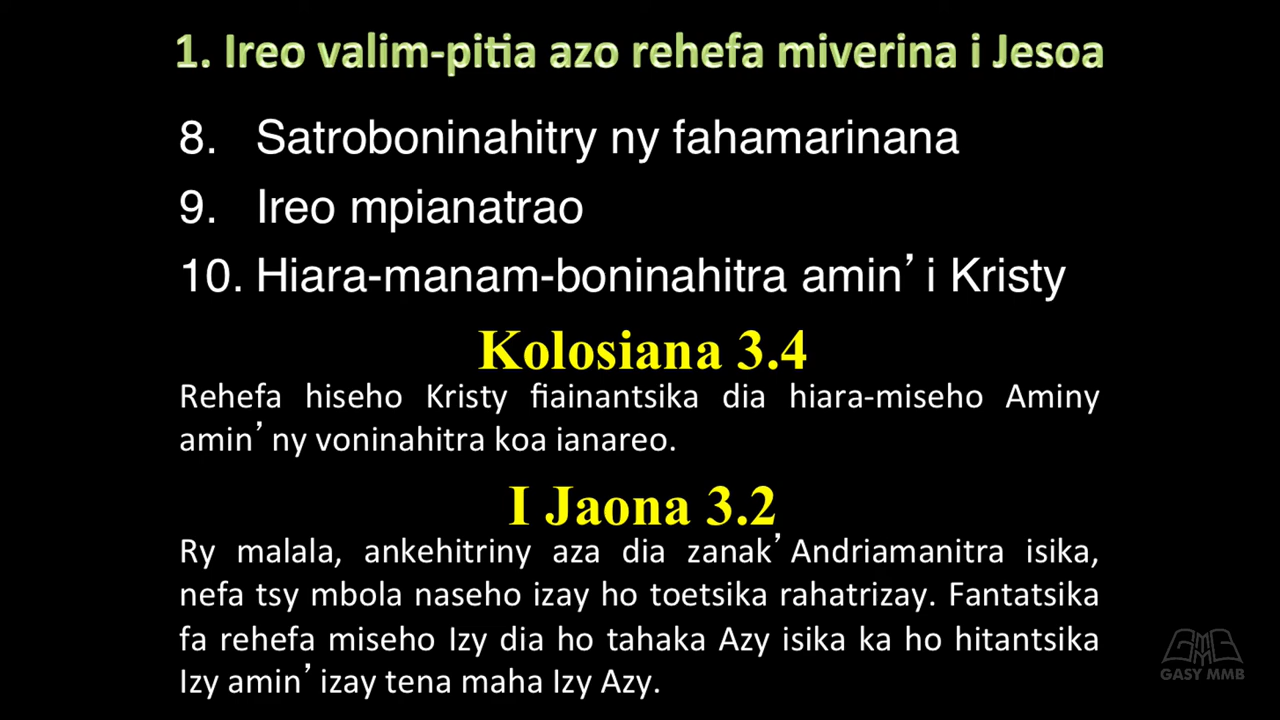 1. Ireo valim-pitia azo rehefa miverina i Jesoa
8. Satroboninahitry ny fahamarinana
9. Ireo mpianatrao
10. Hiara-manam-boninahitra amin’ i Kristy
Kolosiana 3.4
Rehefa hiseho Kristy fiainantsika dia hiara-miseho Aminy
amin’ ny voninahitra koa ianareo.
I Jaona 3.2
Ry malala, ankehitriny aza dia zanak’ Andriamanitra isika,
nefa tsy mbola naseho izay ho toetsika rahatrizay. Fantatsika
fa rehefa miseho Izy dia ho tahaka Azy isika ka ho hitantsika
Izy amin’ izay tena maha Izy Azy.
GASY MMB